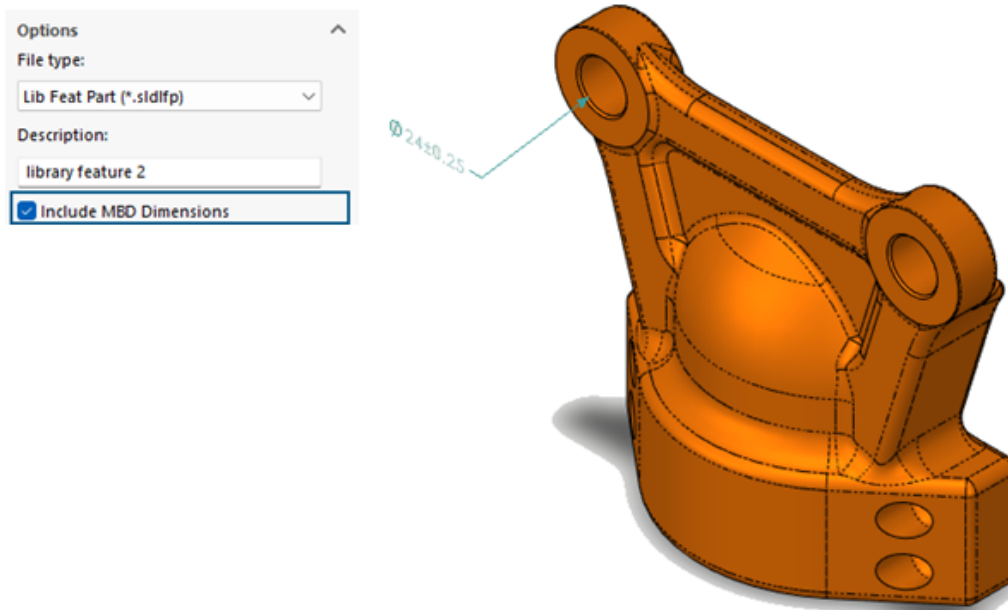 Options
File type:
Lib Feat Part (*.sldlfp)
Description:
library feature 2
Include MBD Dimensions
Ø24±0.25